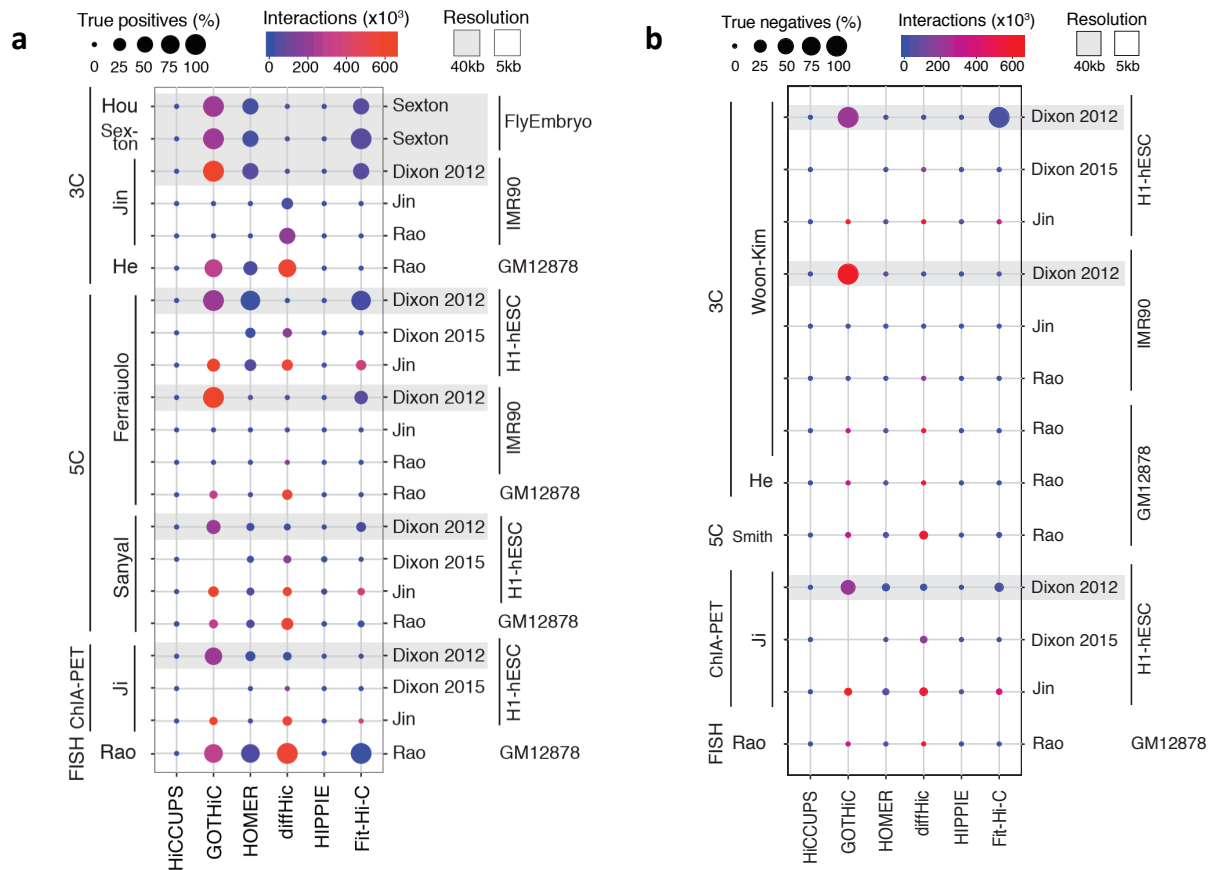 a
True positives (%)
0 25 50 75 100
Interactions (x10³)
0 200 400 600
Resolution
40kb 5kb
3C
Hou Sexton FlyEmbryo
Sex-
ton Sexton
Jin Dixon 2012 IMR90
Jin
Rao
He Rao GM12878
5C
Ferraiuolo Dixon 2012 H1-hESC
Dixon 2015
Jin
Dixon 2012 IMR90
Jin
Rao
Rao GM12878
Sanyal Dixon 2012 H1-hESC
Dixon 2015
Jin
Rao GM12878
ChIA-PET
Ji Dixon 2012 H1-hESC
Dixon 2015
Jin
FISH Rao Rao GM12878
HiCCUPS GOTHiC HOMER diffHic HIPPIE Fit-Hi-C
b
True negatives (%)
0 25 50 75 100
Interactions (x10³)
0 200 400 600
Resolution
40kb 5kb
3C
Woon-Kim Dixon 2012 H1-hESC
Dixon 2015
Jin
Dixon 2012 IMR90
Jin
Rao
Rao GM12878
He Rao
5C Smith Rao
ChIA-PET
Ji Dixon 2012 H1-hESC
Dixon 2015
Jin
FISH Rao Rao GM12878
HiCCUPS GOTHiC HOMER diffHic HIPPIE Fit-Hi-C